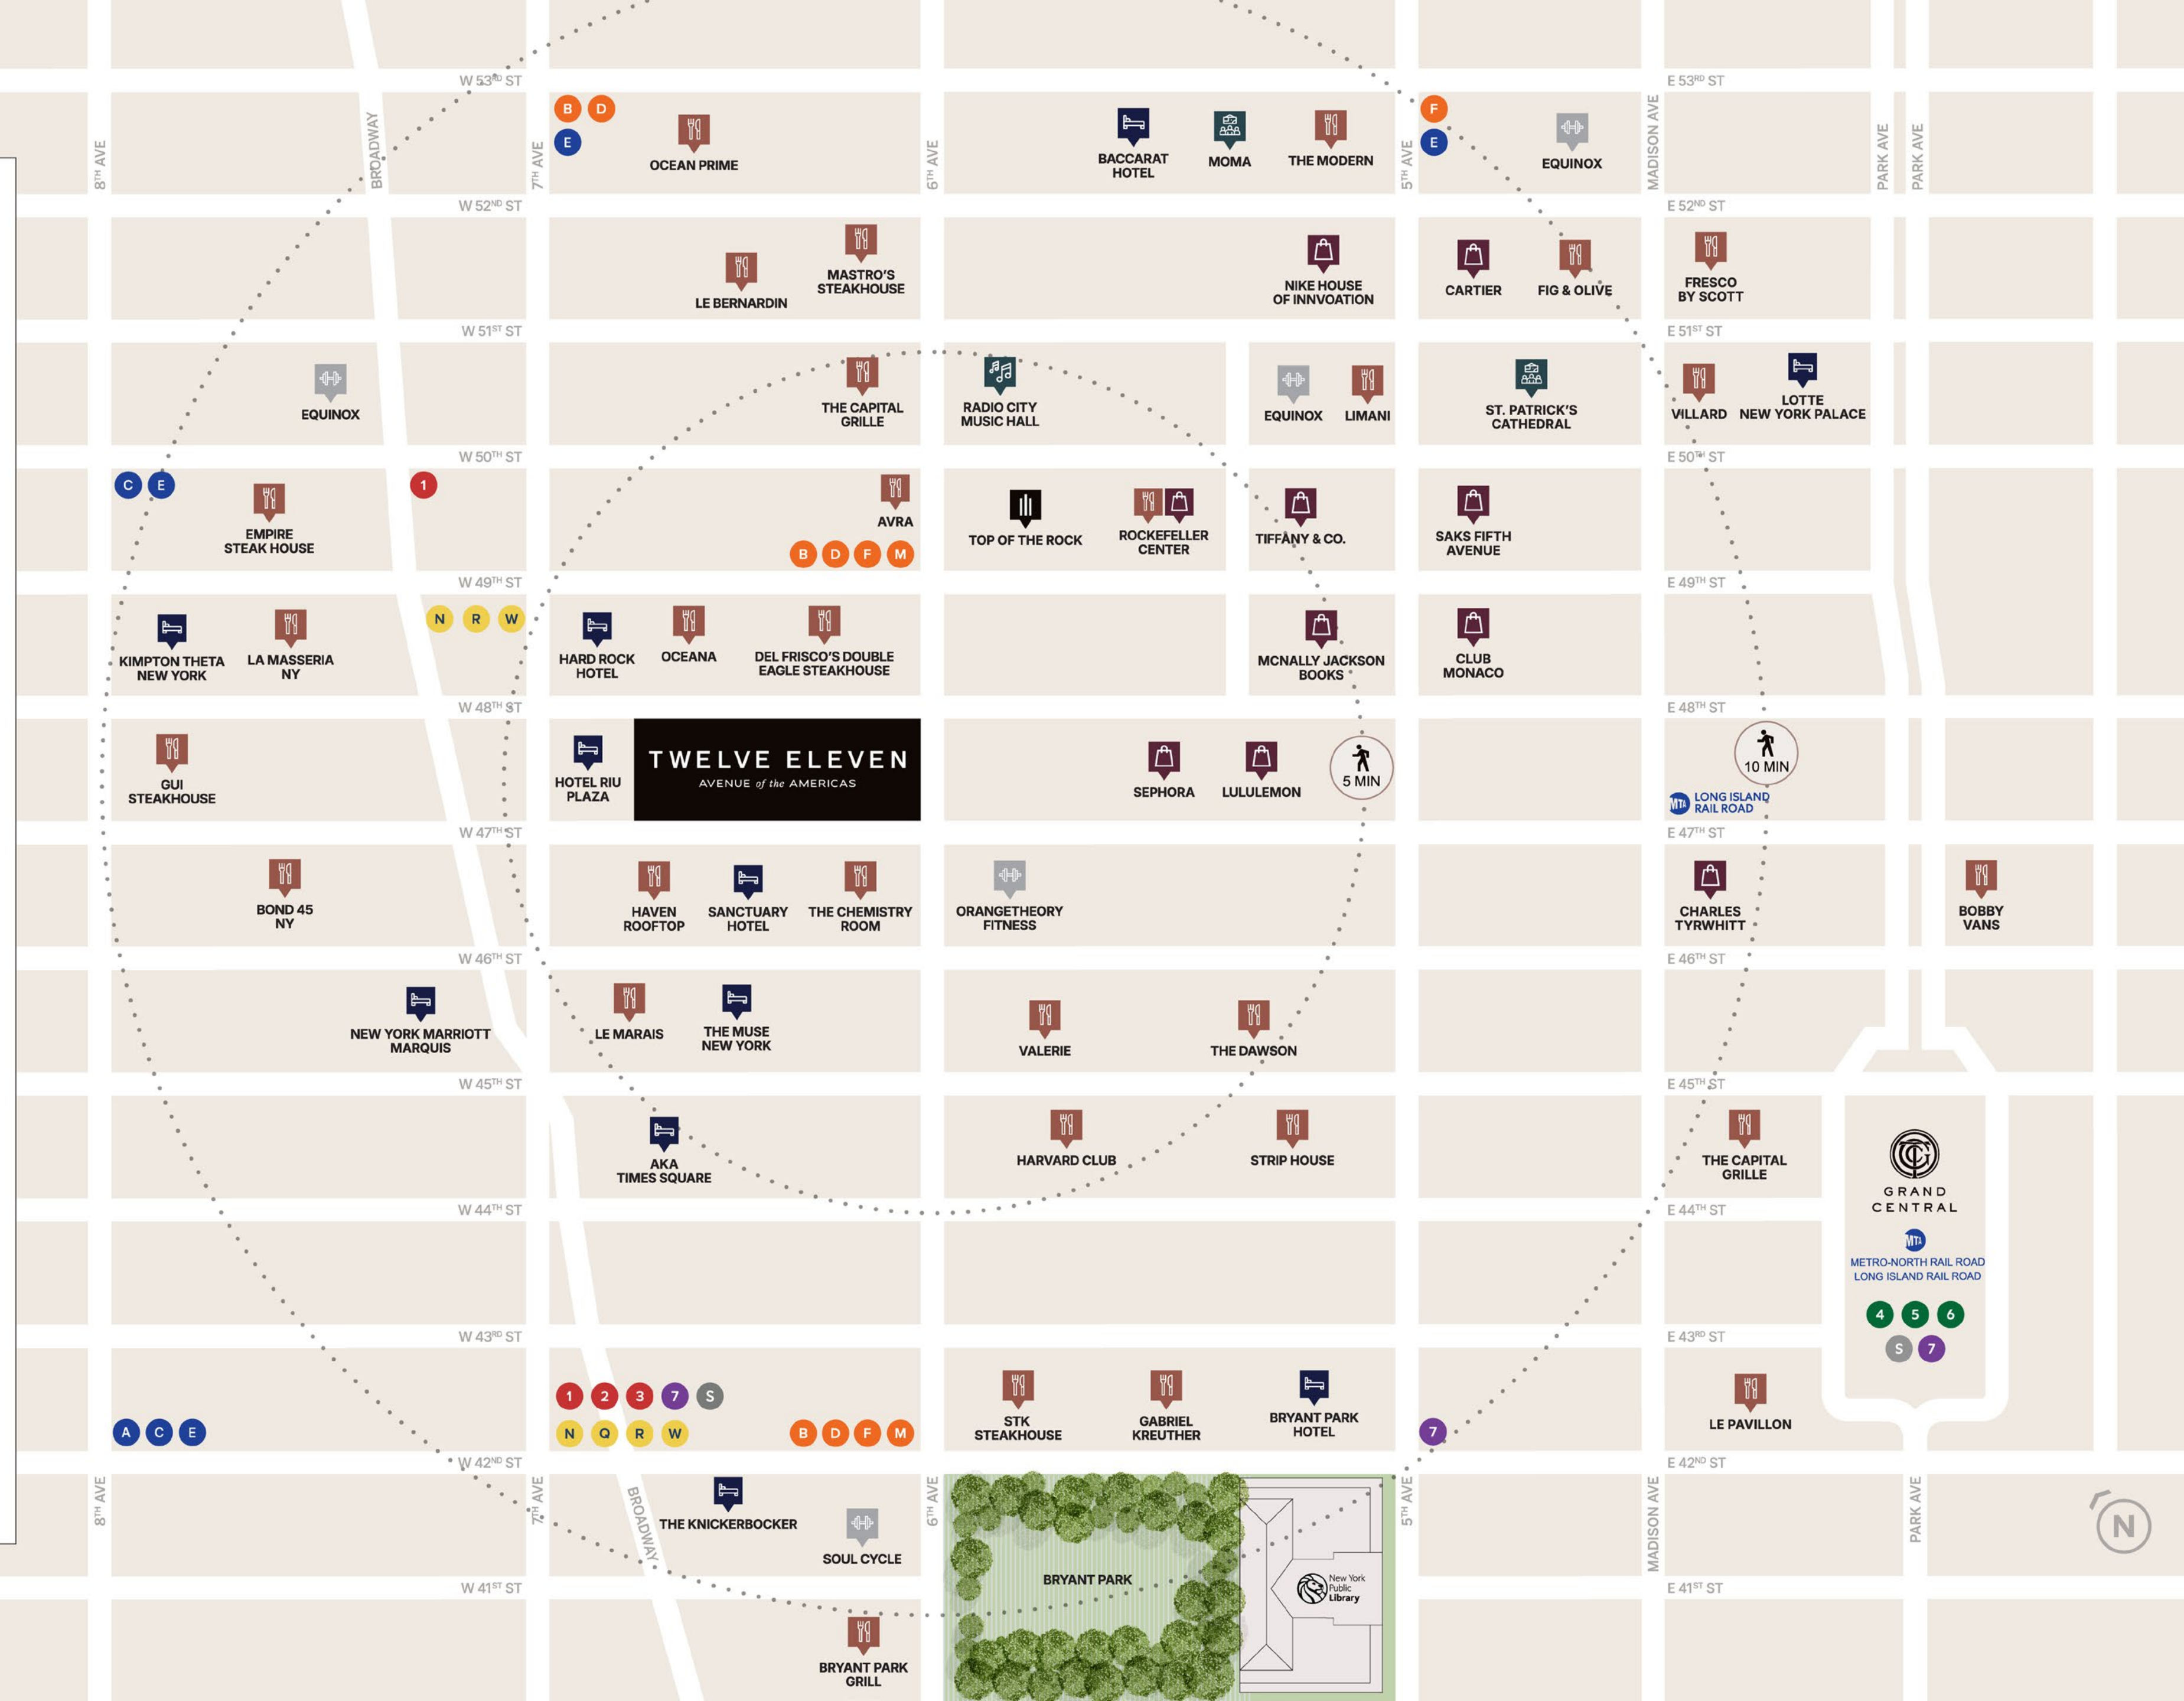 W 53RD ST
E 53RD ST
8TH AVE
BROADWAY
7TH AVE
B D
E
OCEAN PRIME
6TH AVE
BACCARAT
HOTEL
MOMA
THE MODERN
5TH AVE
F
E
EQUINOX
MADISON AVE
PARK AVE
PARK AVE
W 52ND ST
E 52ND ST
LE BERNARDIN
MASTRO'S
STEAKHOUSE
NIKE HOUSE
OF INNVOATION
CARTIER
FIG & OLIVE
FRESCO
BY SCOTT
W 51ST ST
E 51ST ST
EQUINOX
THE CAPITAL
GRILLE
RADIO CITY
MUSIC HALL
EQUINOX
LIMANI
ST. PATRICK'S
CATHEDRAL
VILLARD
LOTTE
NEW YORK PALACE
W 50TH ST
E 50TH ST
C E
EMPIRE
STEAK HOUSE
1
AVRA
B D F M
TOP OF THE ROCK
ROCKEFELLER
CENTER
TIFFANY & CO.
SAKS FIFTH
AVENUE
W 49TH ST
E 49TH ST
KIMPTON THETA
NEW YORK
LA MASSERIA
NY
N R W
HARD ROCK
HOTEL
OCEANA
DEL FRISCO'S DOUBLE
EAGLE STEAKHOUSE
MCNALLY JACKSON
BOOKS
CLUB
MONACO
W 48TH ST
E 48TH ST
GUI
STEAKHOUSE
HOTEL RIU
PLAZA
TWELVE ELEVEN
AVENUE of the AMERICAS
SEPHORA
LULULEMON
5 MIN
10 MIN
MTA
LONG ISLAND
RAIL ROAD
W 47TH ST
E 47TH ST
BOND 45
NY
HAVEN
ROOFTOP
SANCTUARY
HOTEL
THE CHEMISTRY
ROOM
ORANGETHEORY
FITNESS
CHARLES
TYRWHITT
BOBBY
VANS
W 46TH ST
E 46TH ST
NEW YORK MARRIOTT
MARQUIS
LE MARAIS
THE MUSE
NEW YORK
VALERIE
THE DAWSON
W 45TH ST
E 45TH ST
AKA
TIMES SQUARE
HARVARD CLUB
STRIP HOUSE
THE CAPITAL
GRILLE
GRAND
CENTRAL
W 44TH ST
E 44TH ST
MTA
METRO-NORTH RAIL ROAD
LONG ISLAND RAIL ROAD
4 5 6
S 7
W 43RD ST
E 43RD ST
A C E
1 2 3 7 S
N Q R W
B D F M
STK
STEAKHOUSE
GABRIEL
KREUTHER
BRYANT PARK
HOTEL
7
LE PAVILLON
W 42ND ST
E 42ND ST
8TH AVE
7TH AVE
BROADWAY
THE KNICKERBOCKER
SOUL CYCLE
6TH AVE
BRYANT PARK
New York
Public
Library
5TH AVE
MADISON AVE
PARK AVE
N
W 41ST ST
E 41ST ST
BRYANT PARK
GRILL